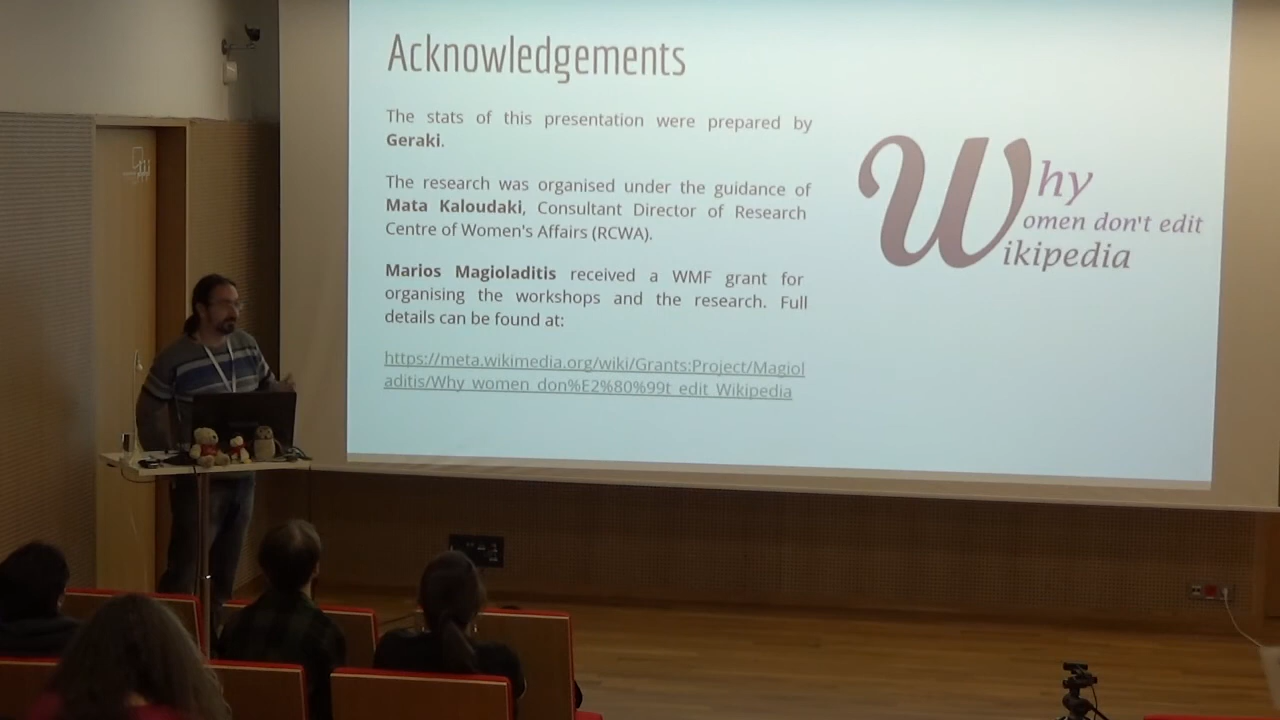 Acknowledgements
The stats of this presentation were prepared by
Geraki.
The research was organised under the guidance of
Mata Kaloudaki, Consultant Director of Research
Centre of Women's Affairs (RCWA).
Marios Magioladitis received a WMF grant for
organising the workshops and the research. Full
details can be found at:
https://meta.wikimedia.org/wiki/Grants:Project/Magiol
aditis/Why_women_don%E2%80%99t_edit_Wikipedia
Why
omen don't edit
ikipedia